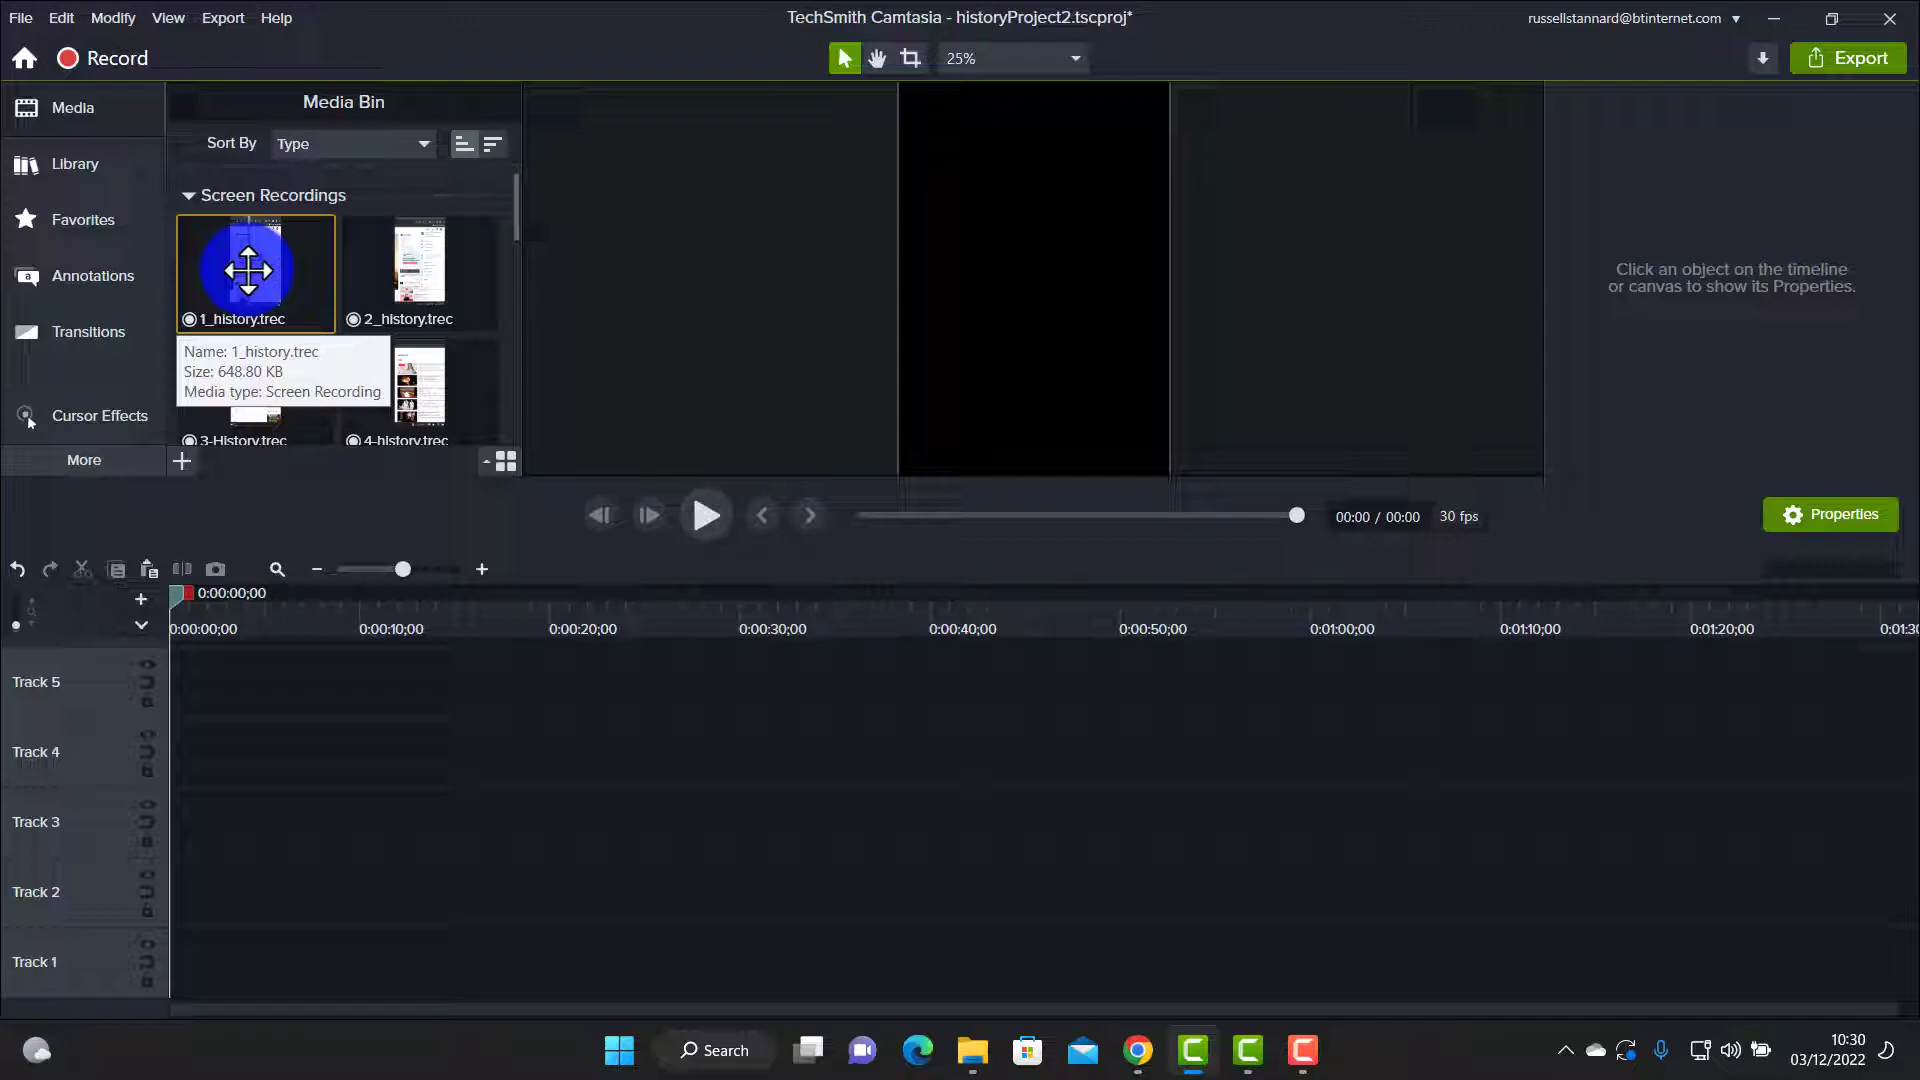 File Edit Modify View Export Help
TechSmith Camtasia - historyProject2.tscproj*
russellstannard@btinternet.com
Record
25%
Export
Media
Library
Favorites
Annotations
Transitions
Cursor Effects
More
Media Bin
Sort By Type
Screen Recordings
1_history.trec 2_history.trec
Name: 1_history.trec
Size: 648.80 KB
Media type: Screen Recording
3-History.trec 4-history.trec
Click an object on the timeline
or canvas to show its Properties.
00:00 / 00:00 30 fps
Properties
0:00:00;00
0:00:00;00 0:00:10;00 0:00:20;00 0:00:30;00 0:00:40;00 0:00:50;00 0:01:00;00 0:01:10;00 0:01:20;00 0:01:30
Track 5
Track 4
Track 3
Track 2
Track 1
Search
10:30
03/12/2022